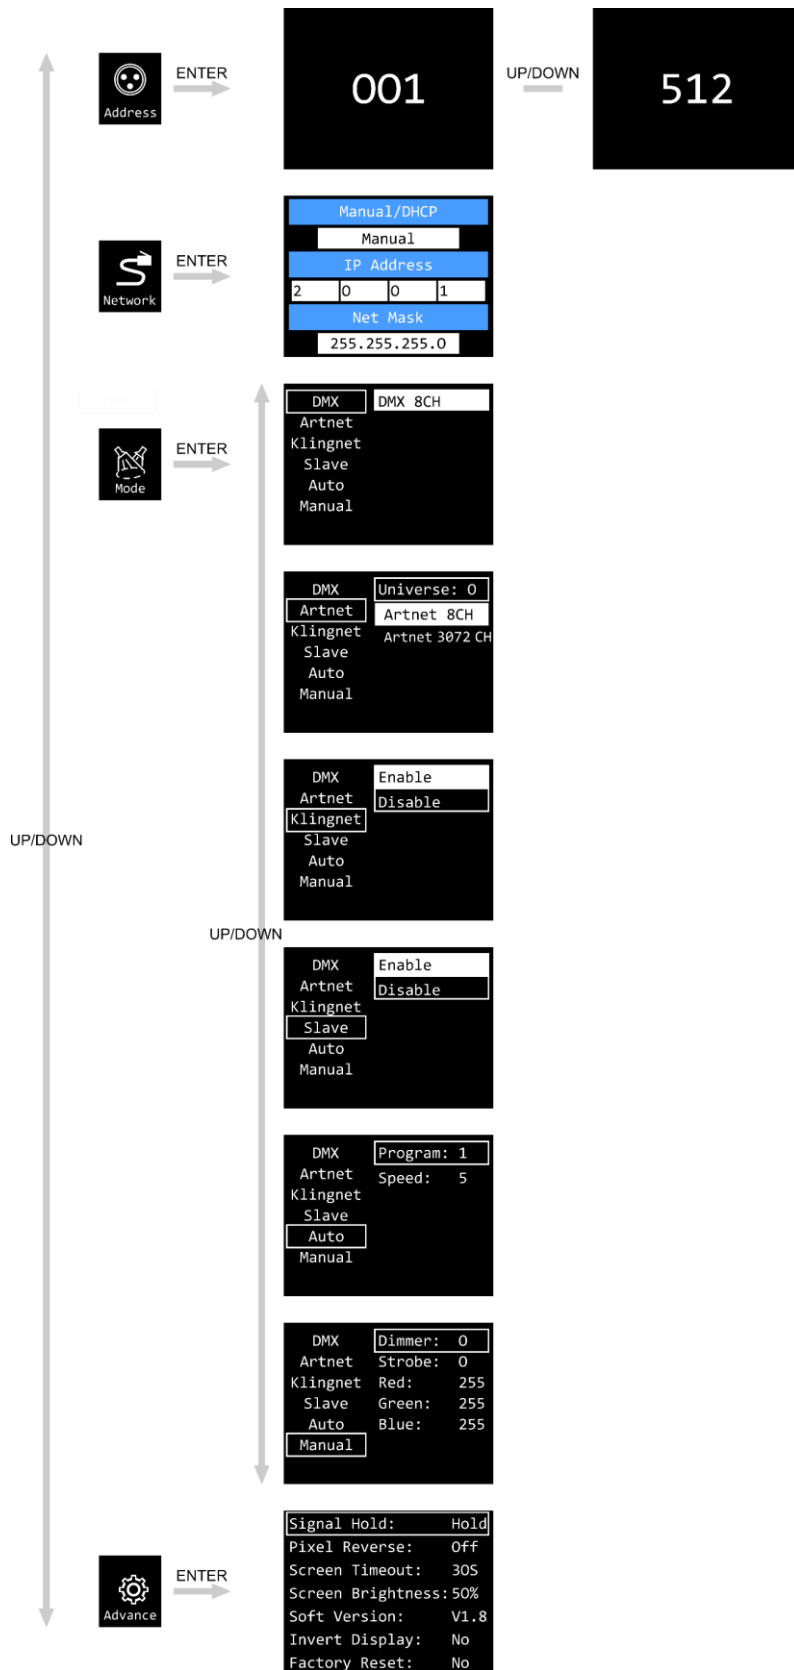 Address
ENTER
001
UP/DOWN
512
Network
ENTER
Manual/DHCP
Manual
IP Address
2 0 0 1
Net Mask
255.255.255.0
Mode
ENTER
DMX DMX 8CH
Artnet
Klingnet
Slave
Auto
Manual
DMX Universe: 0
Artnet Artnet 8CH
Klingnet Artnet 3072 CH
Slave
Auto
Manual
UP/DOWN
DMX Enable
Artnet Disable
Klingnet
Slave
Auto
Manual
UP/DOWN
DMX Enable
Artnet Disable
Klingnet
Slave
Auto
Manual
DMX Program: 1
Artnet Speed: 5
Klingnet
Slave
Auto
Manual
DMX Dimmer: 0
Artnet Strobe: 0
Klingnet Red: 255
Slave Green: 255
Auto Blue: 255
Manual
Advance
ENTER
Signal Hold: Hold
Pixel Reverse: Off
Screen Timeout: 30S
Screen Brightness: 50%
Soft Version: V1.8
Invert Display: No
Factory Reset: No